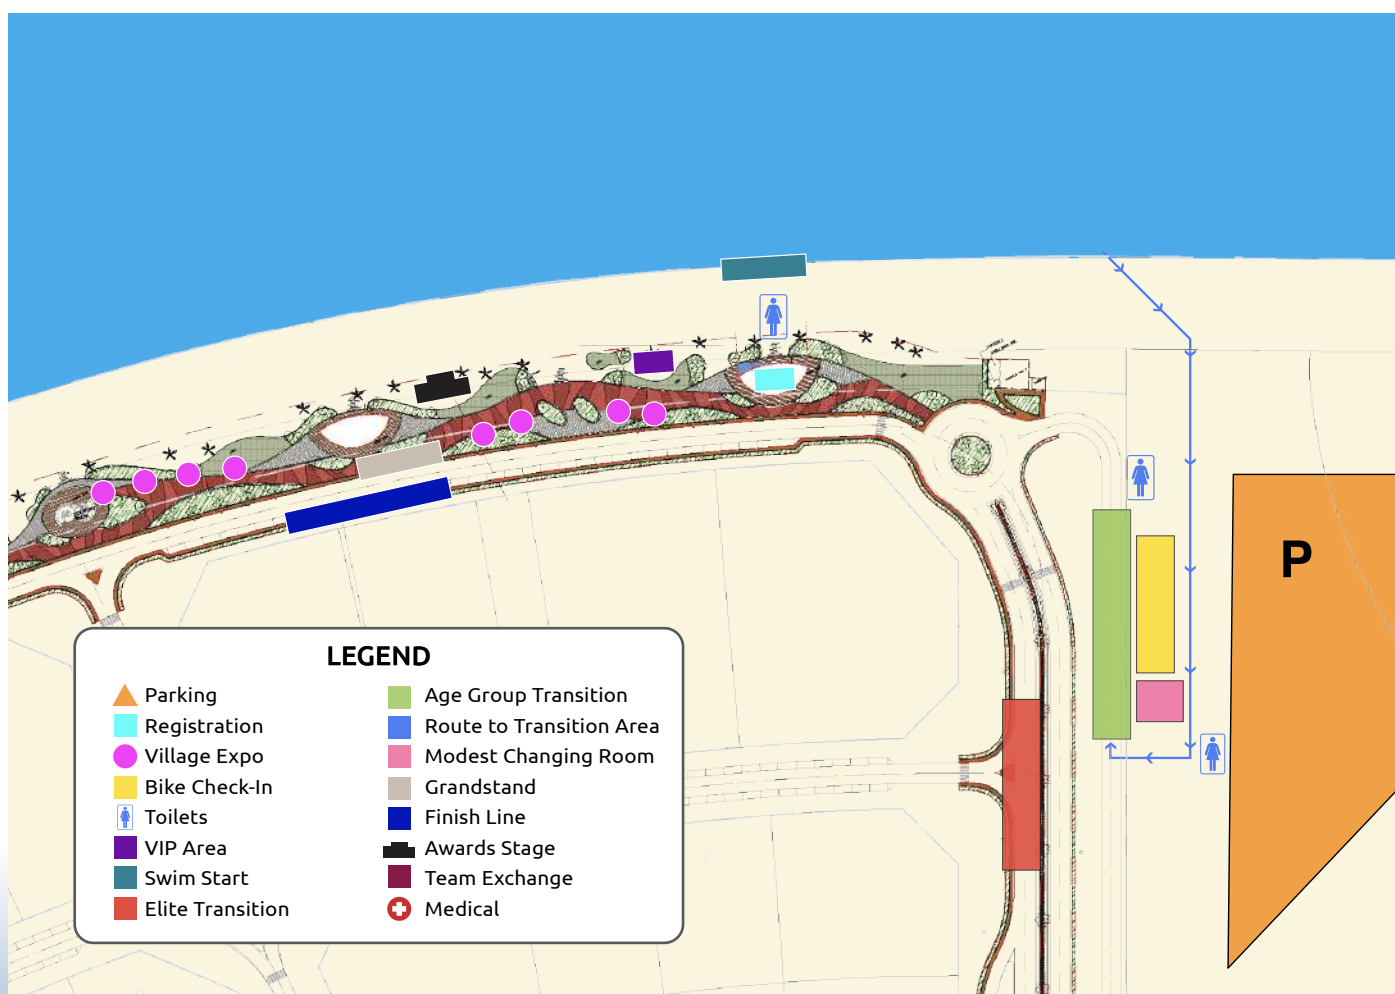 P
LEGEND
Parking
Registration
Village Expo
Bike Check-In
Toilets
VIP Area
Swim Start
Elite Transition
Age Group Transition
Route to Transition Area
Modest Changing Room
Grandstand
Finish Line
Awards Stage
Team Exchange
Medical